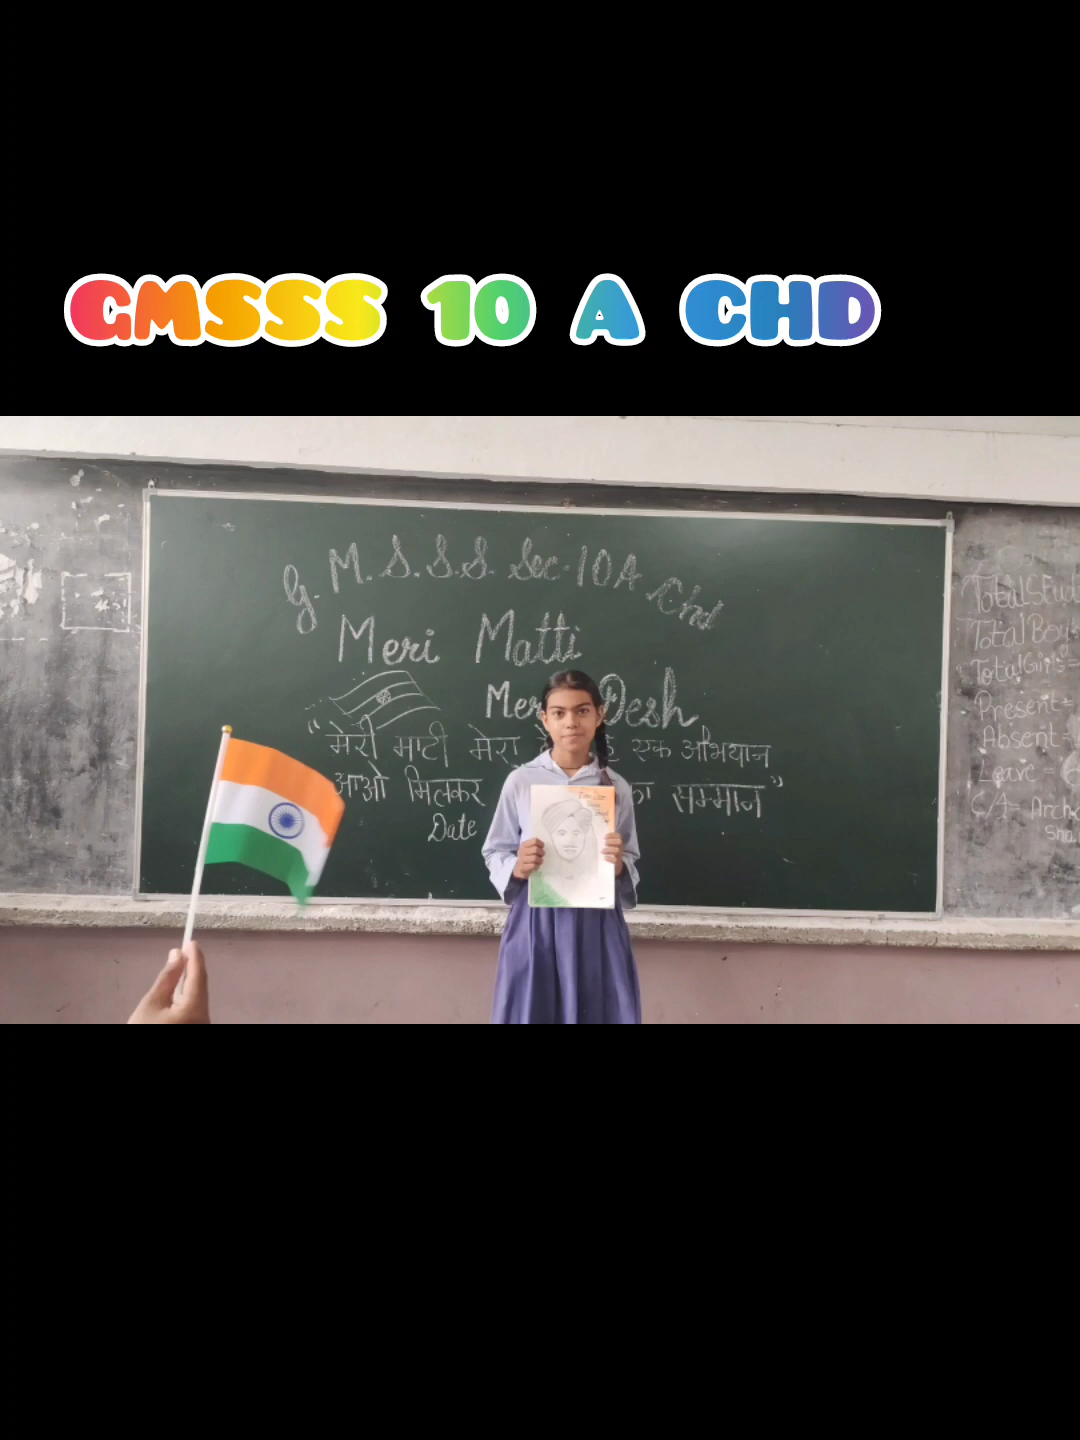 GMSSS 10 A CHD
G.M.S.S.S. Sec. 10A Chd
Meri Matti
Mer Desh
"मेरी माटी मेरा है एक अभियान
आओ मिलकर का सम्मान"
Date
Total Stud
Total Boy
Total Girls =
Present =
Absent =
Leave